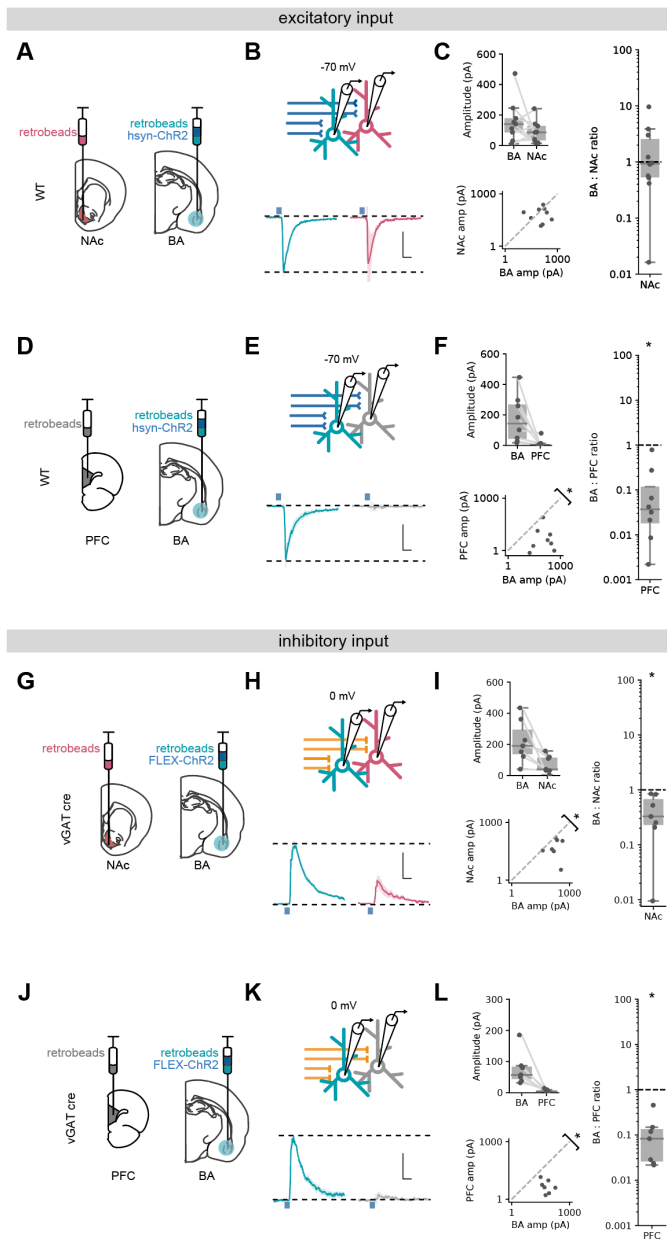 excitatory input
A
B
C
retrobeads
retrobeads
hsyn-ChR2
WT
NAc
BA
-70 mV
Amplitude (pA)
600
400
200
0
BA
NAc
NAc amp (pA)
1000
1
1
1000
BA amp (pA)
BA : NAc ratio
100
10
1
0.1
0.01
NAc
D
E
F
retrobeads
retrobeads
hsyn-ChR2
WT
PFC
BA
-70 mV
Amplitude (pA)
600
400
200
0
BA
PFC
PFC amp (pA)
1000
1
1
1000
BA amp (pA)
*
BA : PFC ratio
*
100
10
1
0.1
0.01
0.001
PFC
inhibitory input
G
H
I
retrobeads
retrobeads
FLEX-ChR2
vGAT cre
NAc
BA
0 mV
Amplitude (pA)
600
400
200
0
BA
NAc
NAc amp (pA)
1000
1
1
1000
BA amp (pA)
*
BA : NAc ratio
*
100
10
1
0.1
0.01
NAc
J
K
L
retrobeads
retrobeads
FLEX-ChR2
vGAT cre
PFC
BA
0 mV
Amplitude (pA)
300
200
100
0
BA
PFC
PFC amp (pA)
1000
1
1
1000
BA amp (pA)
*
BA : PFC ratio
*
100
10
1
0.1
0.01
PFC